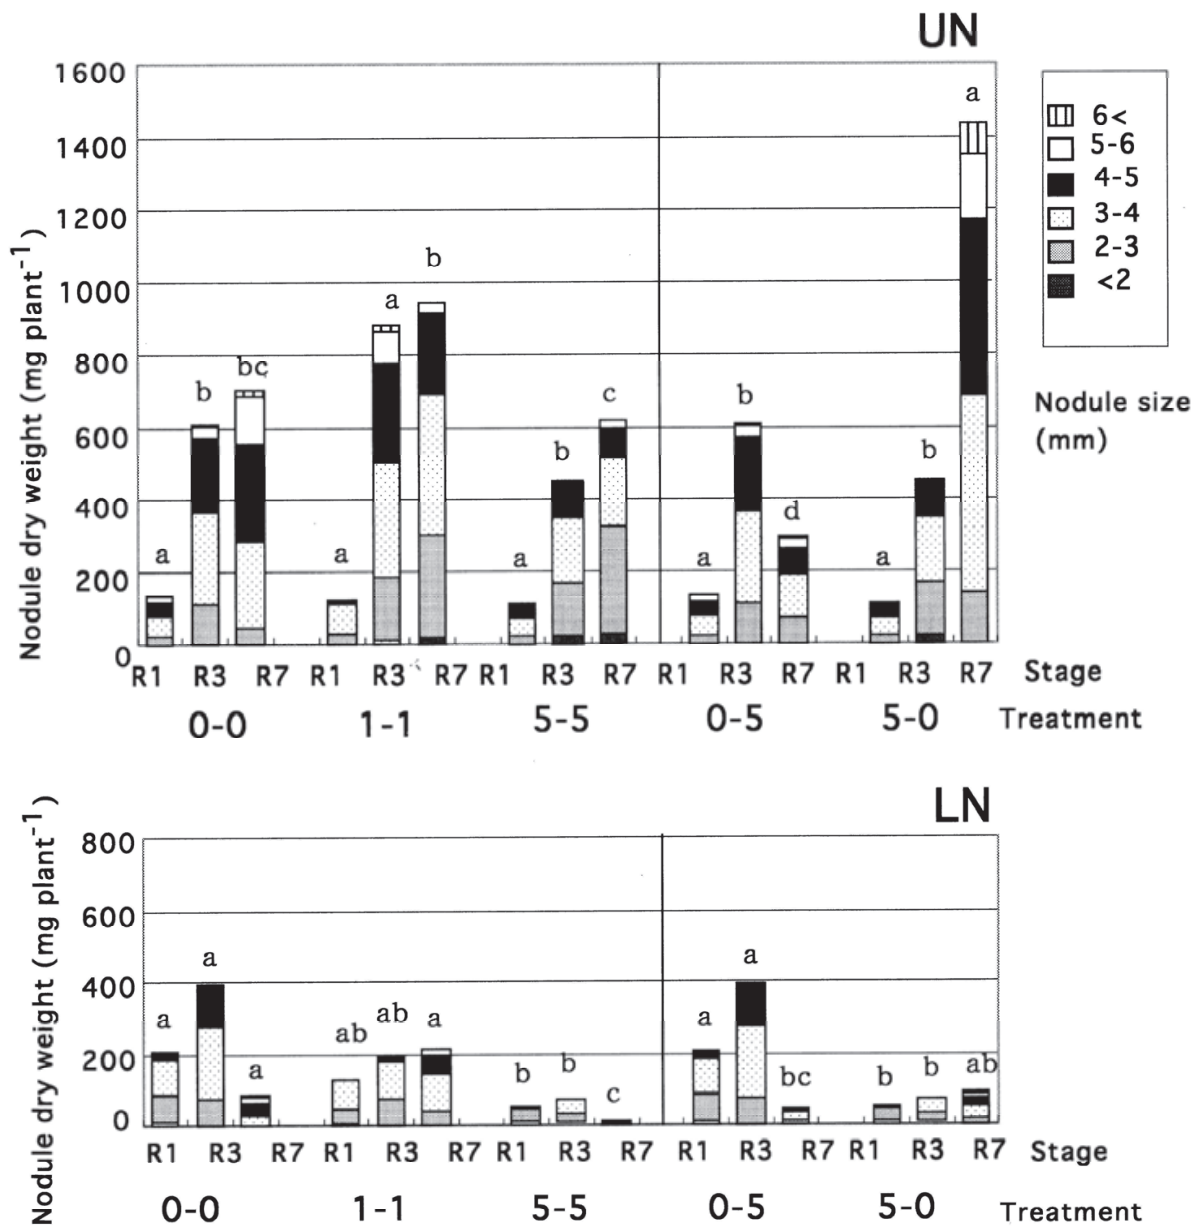 UN
1600
1400
1200
1000
800
600
400
200
0
Nodule dry weight (mg plant⁻¹)
a b bc
a a b
a b c
a b d
a b a
6<
5-6
4-5
3-4
2-3
<2
Nodule size
(mm)
R1 R3 R7 R1 R3 R7 R1 R3 R7 R1 R3 R7 R1 R3 R7 Stage
0-0 1-1 5-5 0-5 5-0 Treatment
LN
800
600
400
200
0
Nodule dry weight (mg plant⁻¹)
a a a
ab ab a
b b c
a a bc
b b ab
R1 R3 R7 R1 R3 R7 R1 R3 R7 R1 R3 R7 R1 R3 R7 Stage
0-0 1-1 5-5 0-5 5-0 Treatment